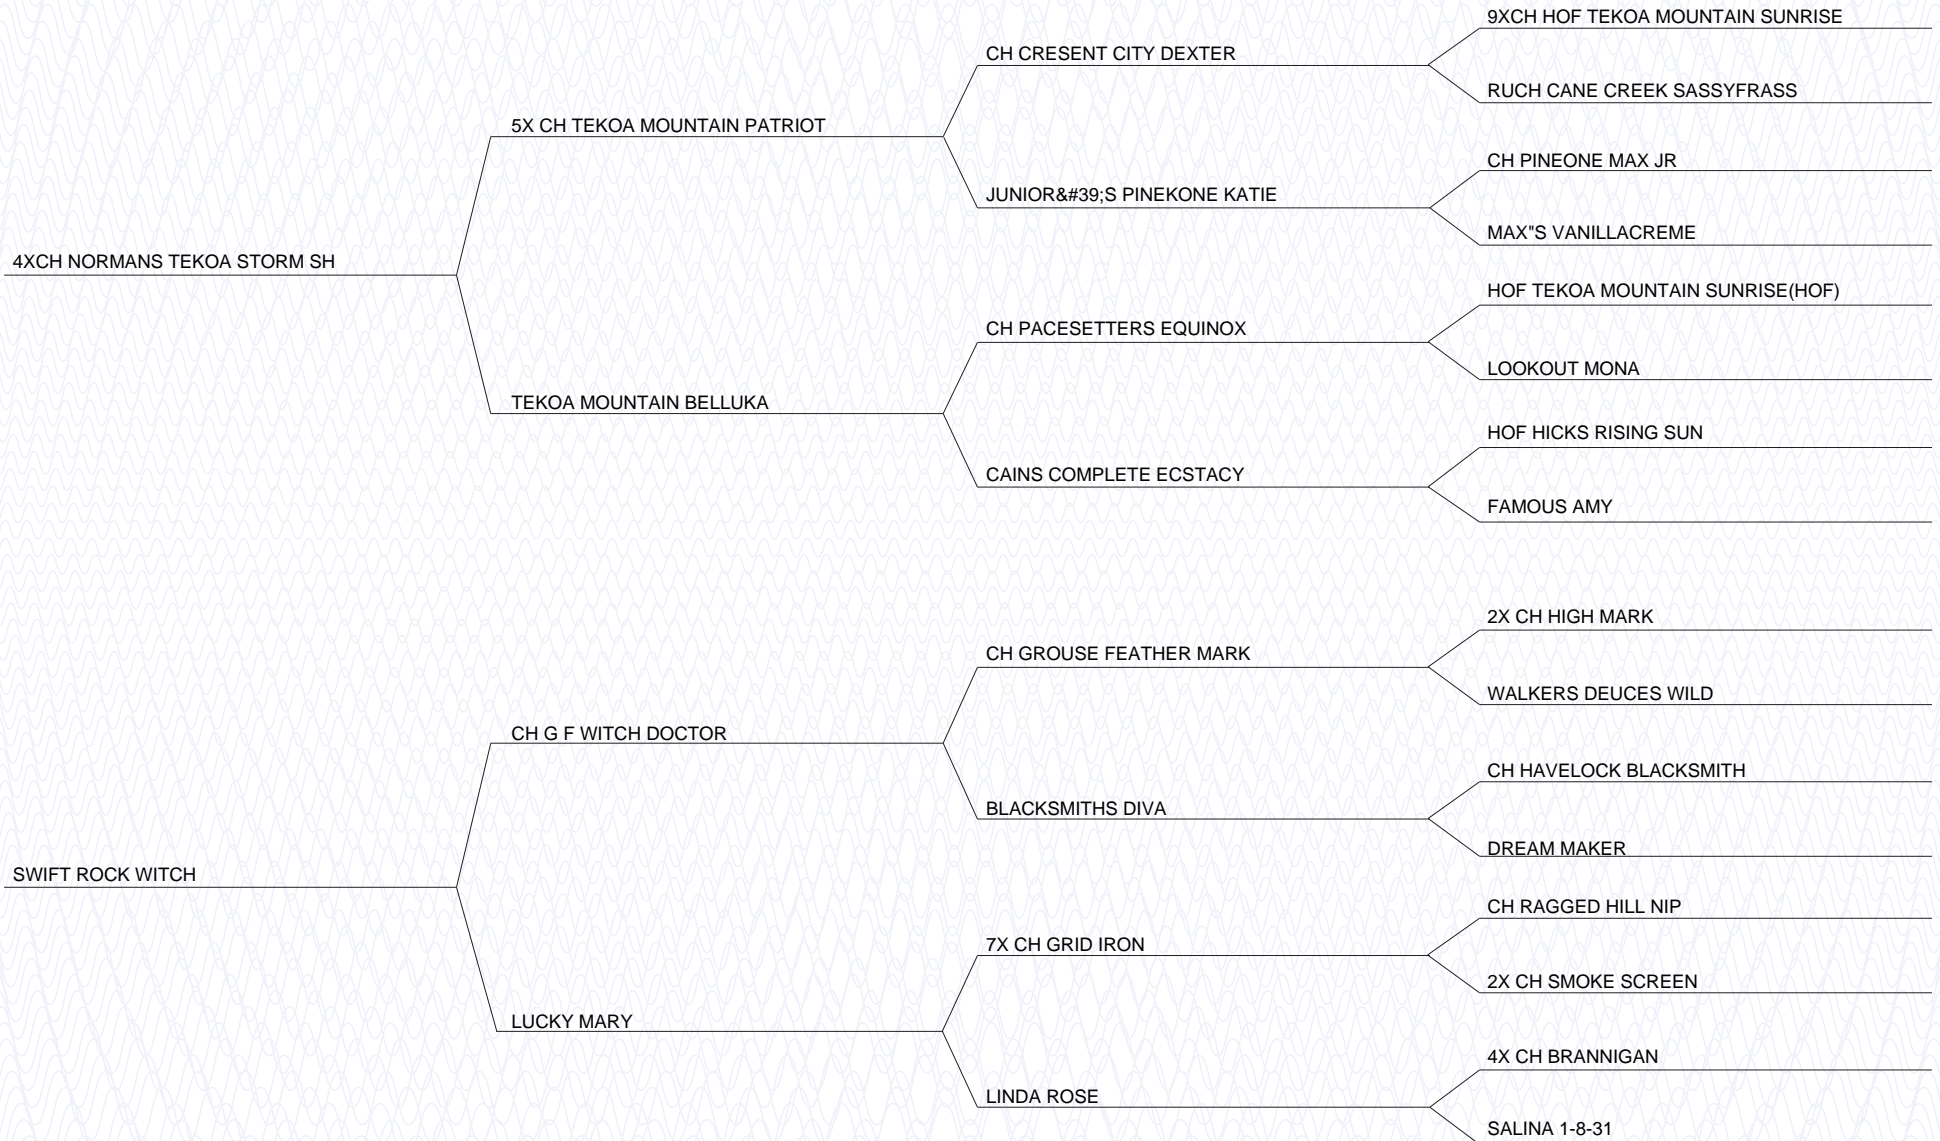 9XCH HOF TEKOA MOUNTAIN SUNRISE
CH CRESENT CITY DEXTER
RUCH CANE CREEK SASSYFRASS
5X CH TEKOA MOUNTAIN PATRIOT
CH PINEONE MAX JR
JUNIOR&#39;S PINEKONE KATIE
MAX"S VANILLACREME
4XCH NORMANS TEKOA STORM SH
HOF TEKOA MOUNTAIN SUNRISE(HOF)
CH PACESETTERS EQUINOX
LOOKOUT MONA
TEKOA MOUNTAIN BELLUKA
HOF HICKS RISING SUN
CAINS COMPLETE ECSTACY
FAMOUS AMY
2X CH HIGH MARK
CH GROUSE FEATHER MARK
WALKERS DEUCES WILD
CH G F WITCH DOCTOR
CH HAVELOCK BLACKSMITH
BLACKSMITHS DIVA
DREAM MAKER
SWIFT ROCK WITCH
CH RAGGED HILL NIP
7X CH GRID IRON
2X CH SMOKE SCREEN
LUCKY MARY
4X CH BRANNIGAN
LINDA ROSE
SALINA 1-8-31